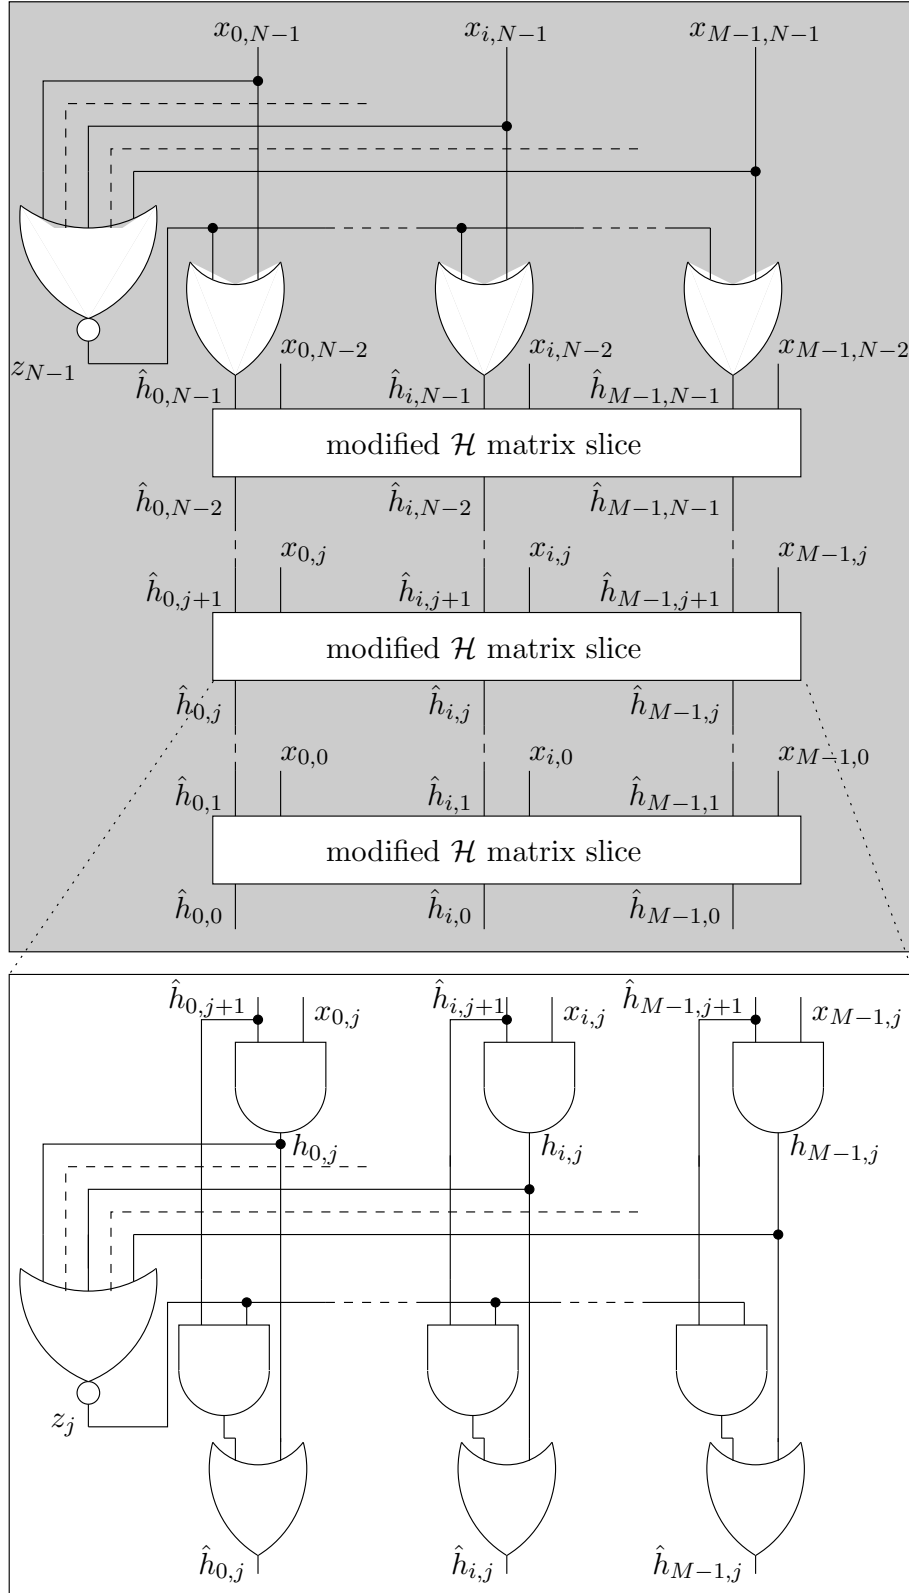 x_{0,N−1} x_{i,N−1} x_{M−1,N−1}
x_{0,N−2} x_{i,N−2} x_{M−1,N−2}
z_{N−1}
ĥ_{0,N−1} ĥ_{i,N−1} ĥ_{M−1,N−1}
modified ℋ matrix slice
ĥ_{0,N−2} ĥ_{i,N−2} ĥ_{M−1,N−1}
x_{0,j} x_{i,j} x_{M−1,j}
ĥ_{0,j+1} ĥ_{i,j+1} ĥ_{M−1,j+1}
modified ℋ matrix slice
ĥ_{0,j} ĥ_{i,j} ĥ_{M−1,j}
x_{0,0} x_{i,0} x_{M−1,0}
ĥ_{0,1} ĥ_{i,1} ĥ_{M−1,1}
modified ℋ matrix slice
ĥ_{0,0} ĥ_{i,0} ĥ_{M−1,0}
ĥ_{0,j+1} x_{0,j} ĥ_{i,j+1} x_{i,j} ĥ_{M−1,j+1} x_{M−1,j}
h_{0,j} h_{i,j} h_{M−1,j}
z_j
ĥ_{0,j} ĥ_{i,j} ĥ_{M−1,j}